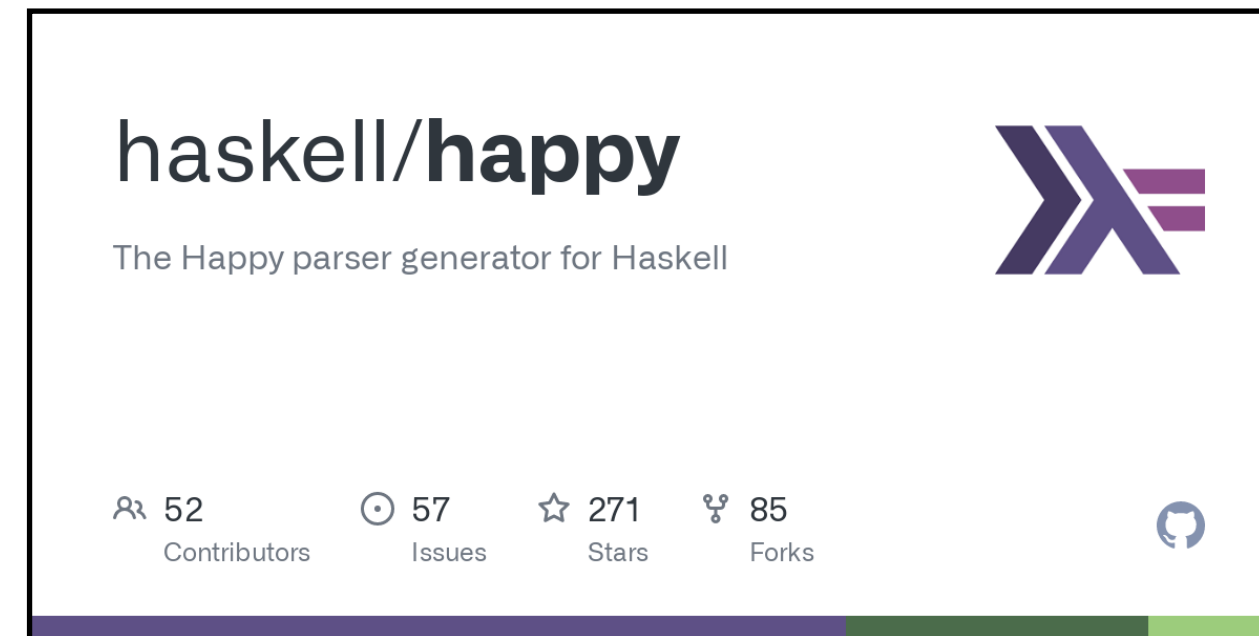 haskell/happy
The Happy parser generator for Haskell
52 57 271 85
Contributors Issues Stars Forks